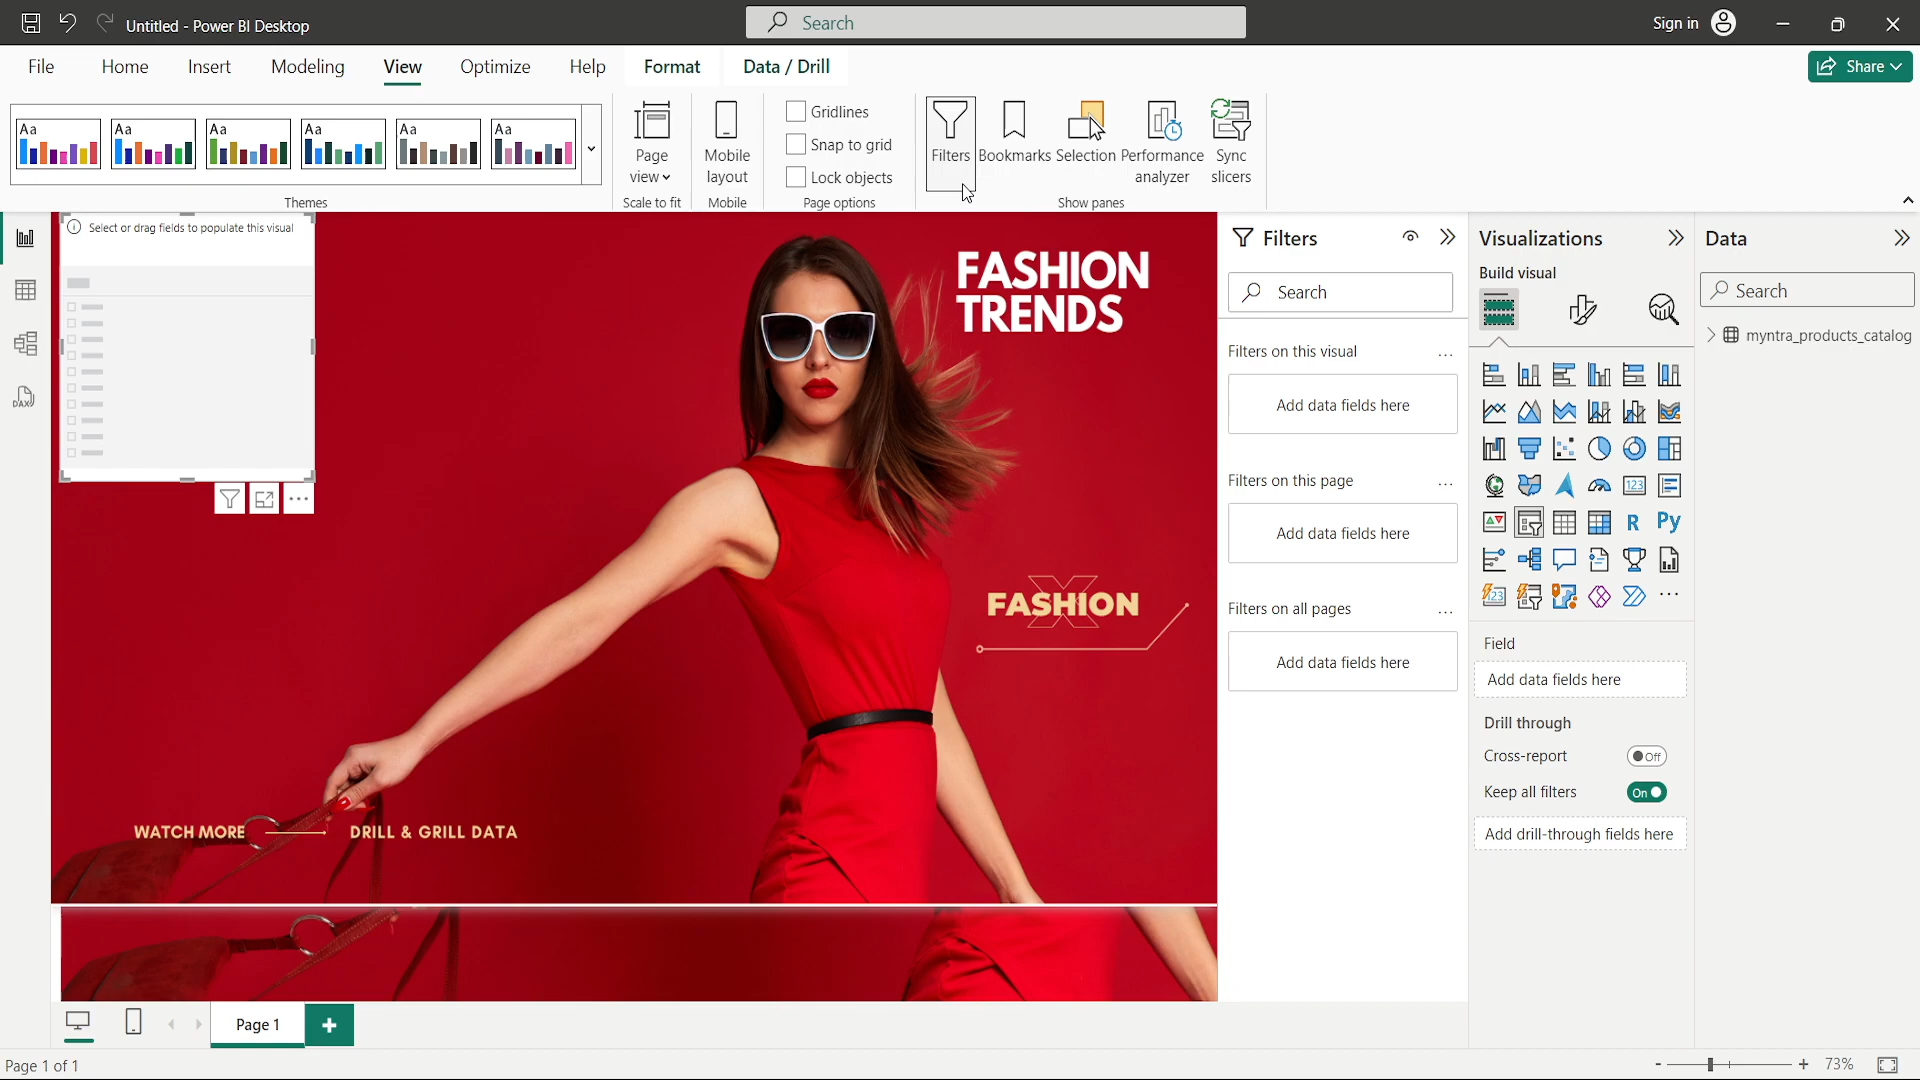 Untitled - Power BI Desktop
Search
Sign in
File
Home
Insert
Modeling
View
Optimize
Help
Format
Data / Drill
Share
Aa
Aa
Aa
Aa
Aa
Aa
Themes
Page
view
Scale to fit
Mobile
layout
Mobile
Gridlines
Snap to grid
Lock objects
Page options
Filters
Bookmarks
Selection
Performance
analyzer
Sync
slicers
Show panes
DAX
Select or drag fields to populate this visual
FASHION
TRENDS
X
FASHION
WATCH MORE
DRILL & GRILL DATA
Filters
Search
Filters on this visual
...
Add data fields here
Filters on this page
...
Add data fields here
Filters on all pages
...
Add data fields here
Visualizations
Build visual
123
R
Py
123
...
Field
Add data fields here
Drill through
Cross-report
Off
Keep all filters
On
Add drill-through fields here
Data
Search
myntra_products_catalog
Page 1
+
Page 1 of 1
- + 73%